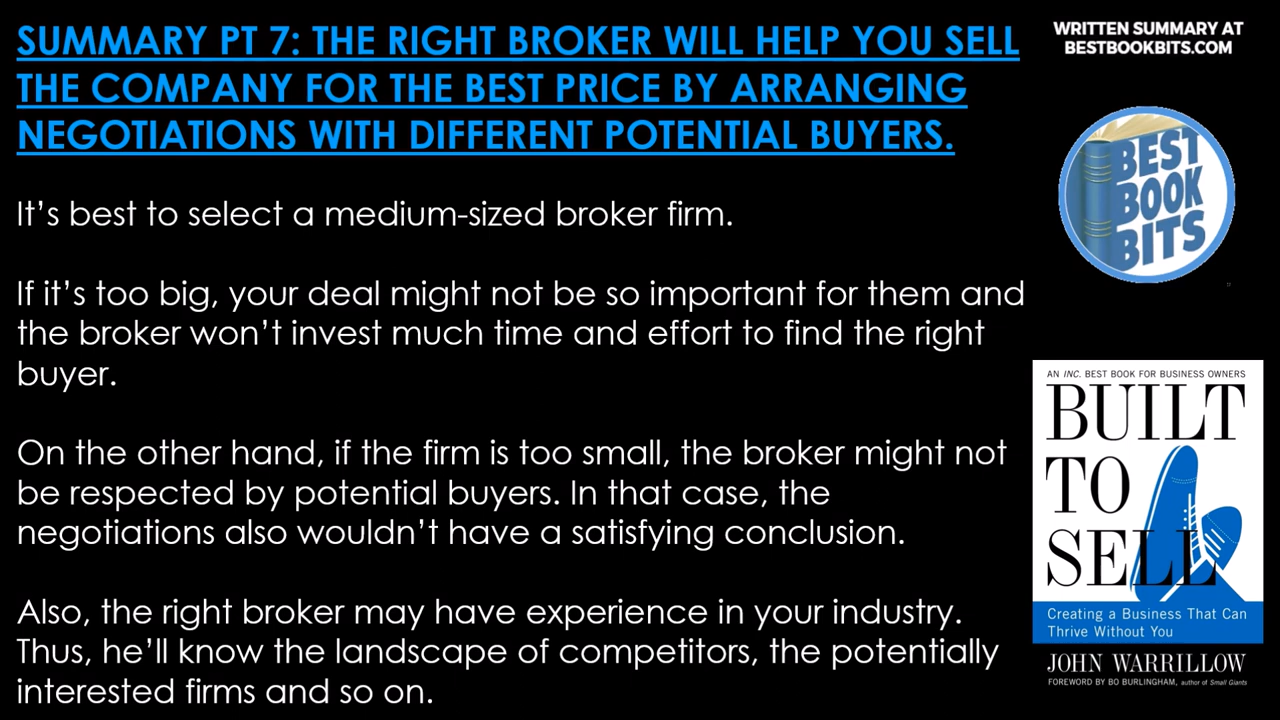 SUMMARY PT 7: THE RIGHT BROKER WILL HELP YOU SELL
THE COMPANY FOR THE BEST PRICE BY ARRANGING
NEGOTIATIONS WITH DIFFERENT POTENTIAL BUYERS.
It’s best to select a medium-sized broker firm.
If it’s too big, your deal might not be so important for them and
the broker won’t invest much time and effort to find the right
buyer.
On the other hand, if the firm is too small, the broker might not
be respected by potential buyers. In that case, the
negotiations also wouldn’t have a satisfying conclusion.
Also, the right broker may have experience in your industry.
Thus, he’ll know the landscape of competitors, the potentially
interested firms and so on.
WRITTEN SUMMARY AT
BESTBOOKBITS.COM
BEST
BOOK
BITS
AN INC. BEST BOOK FOR BUSINESS OWNERS
BUILT
TO
SELL
Creating a Business That Can
Thrive Without You
JOHN WARRILLOW
FOREWORD BY BO BURLINGHAM, author of Small Giants